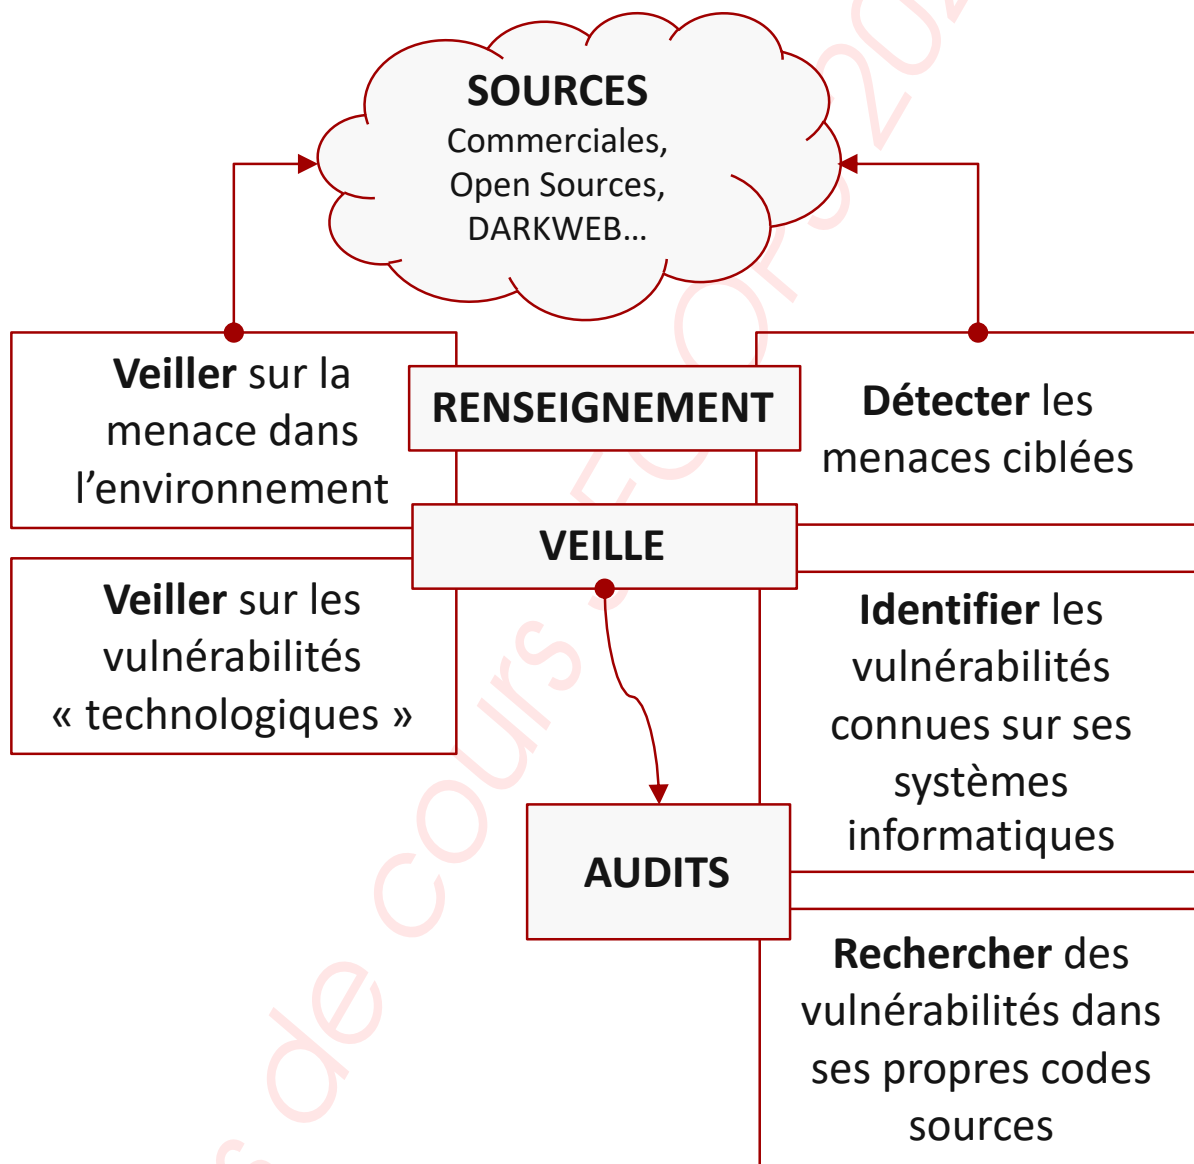 SOURCES
Commerciales,
Open Sources,
DARKWEB...
Veiller sur la
menace dans
l’environnement
RENSEIGNEMENT
Détecter les
menaces ciblées
VEILLE
Veiller sur les
vulnérabilités
« technologiques »
Identifier les
vulnérabilités
connues sur ses
systèmes
informatiques
AUDITS
Rechercher des
vulnérabilités dans
ses propres codes
sources
de cours